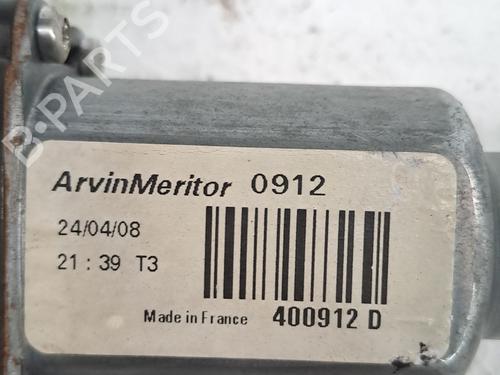 B-PARTS
ArvinMeritor 0912
24/04/08
21 : 39 T3
Made in France 400912 D